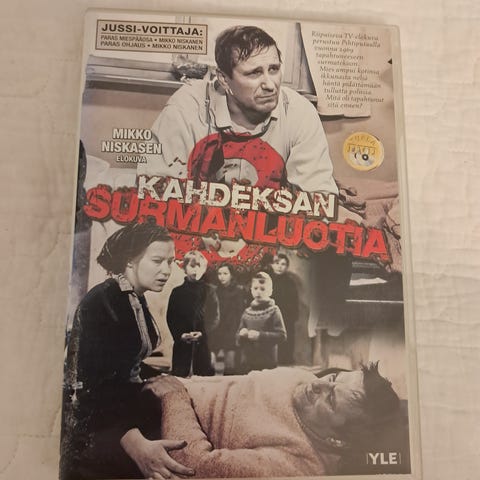 JUSSI-VOITTAJA:
PARAS MIESPÄÄOSA • MIKKO NISKANEN
PARAS OHJAUS • MIKKO NISKANEN
Riipaiseva TV-elokuva
perustuu Pihtiputaalla
vuonna 1969
tapahtuneeseen
surmatekoon.
Mies ampui kotinsa
ikkunasta neljä
häntä pidättämään
tullutta poliisia.
Mitä oli tapahtunut
sitä ennen?
MIKKO
NISKASEN
ELOKUVA
8
KAHDEKSAN
SURMANLUOTIA
YLE